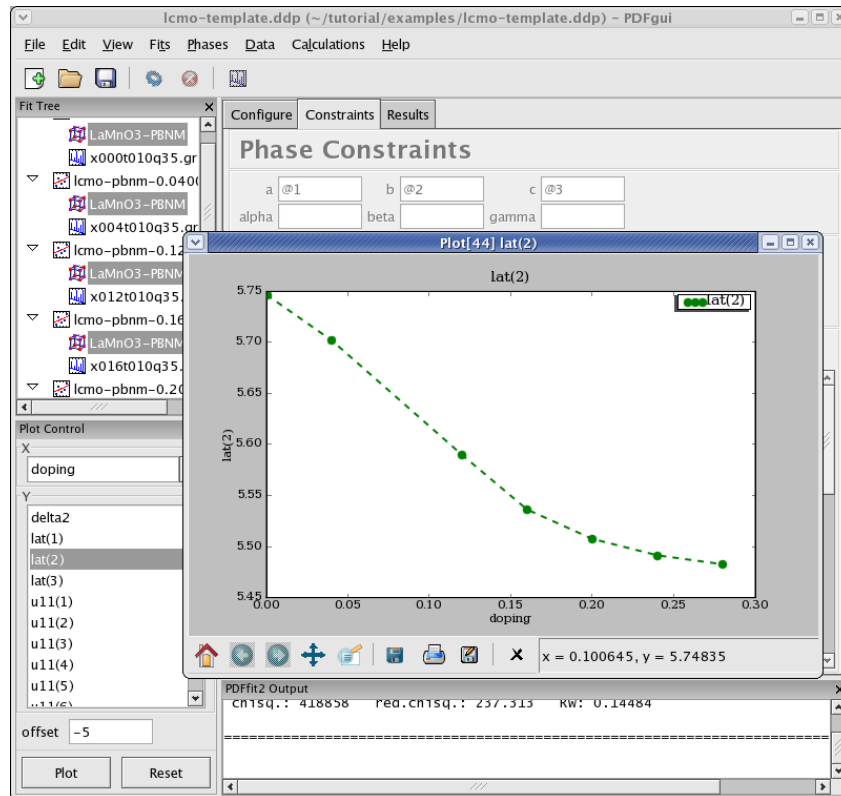 lcmo-template.ddp (~/tutorial/examples/lcmo-template.ddp) - PDFgui
File Edit View Fits Phases Data Calculations Help
Fit Tree
LaMnO3-PBNM
x000t010q35.gr
lcmo-pbnm-0.0400
LaMnO3-PBNM
x004t010q35.gr
lcmo-pbnm-0.12
LaMnO3-PBNM
x012t010q35.
lcmo-pbnm-0.16
LaMnO3-PBNM
x016t010q35.
lcmo-pbnm-0.20
Configure Constraints Results
Phase Constraints
a @1 b @2 c @3
alpha beta gamma
Plot[44] lat(2)
lat(2)
lat(2)
5.75
5.70
5.65
5.60
5.55
5.50
5.45
lat(2)
0.00 0.05 0.10 0.15 0.20 0.25 0.30
doping
x = 0.100645, y = 5.74835
Plot Control
X
doping
Y
delta2
lat(1)
lat(2)
lat(3)
u11(1)
u11(2)
u11(3)
u11(4)
u11(5)
u11(6)
offset -5
Plot Reset
PDFfit2 Output
chisq.: 418858 red.chisq.: 237.313 Rw: 0.14484
==============================================================================